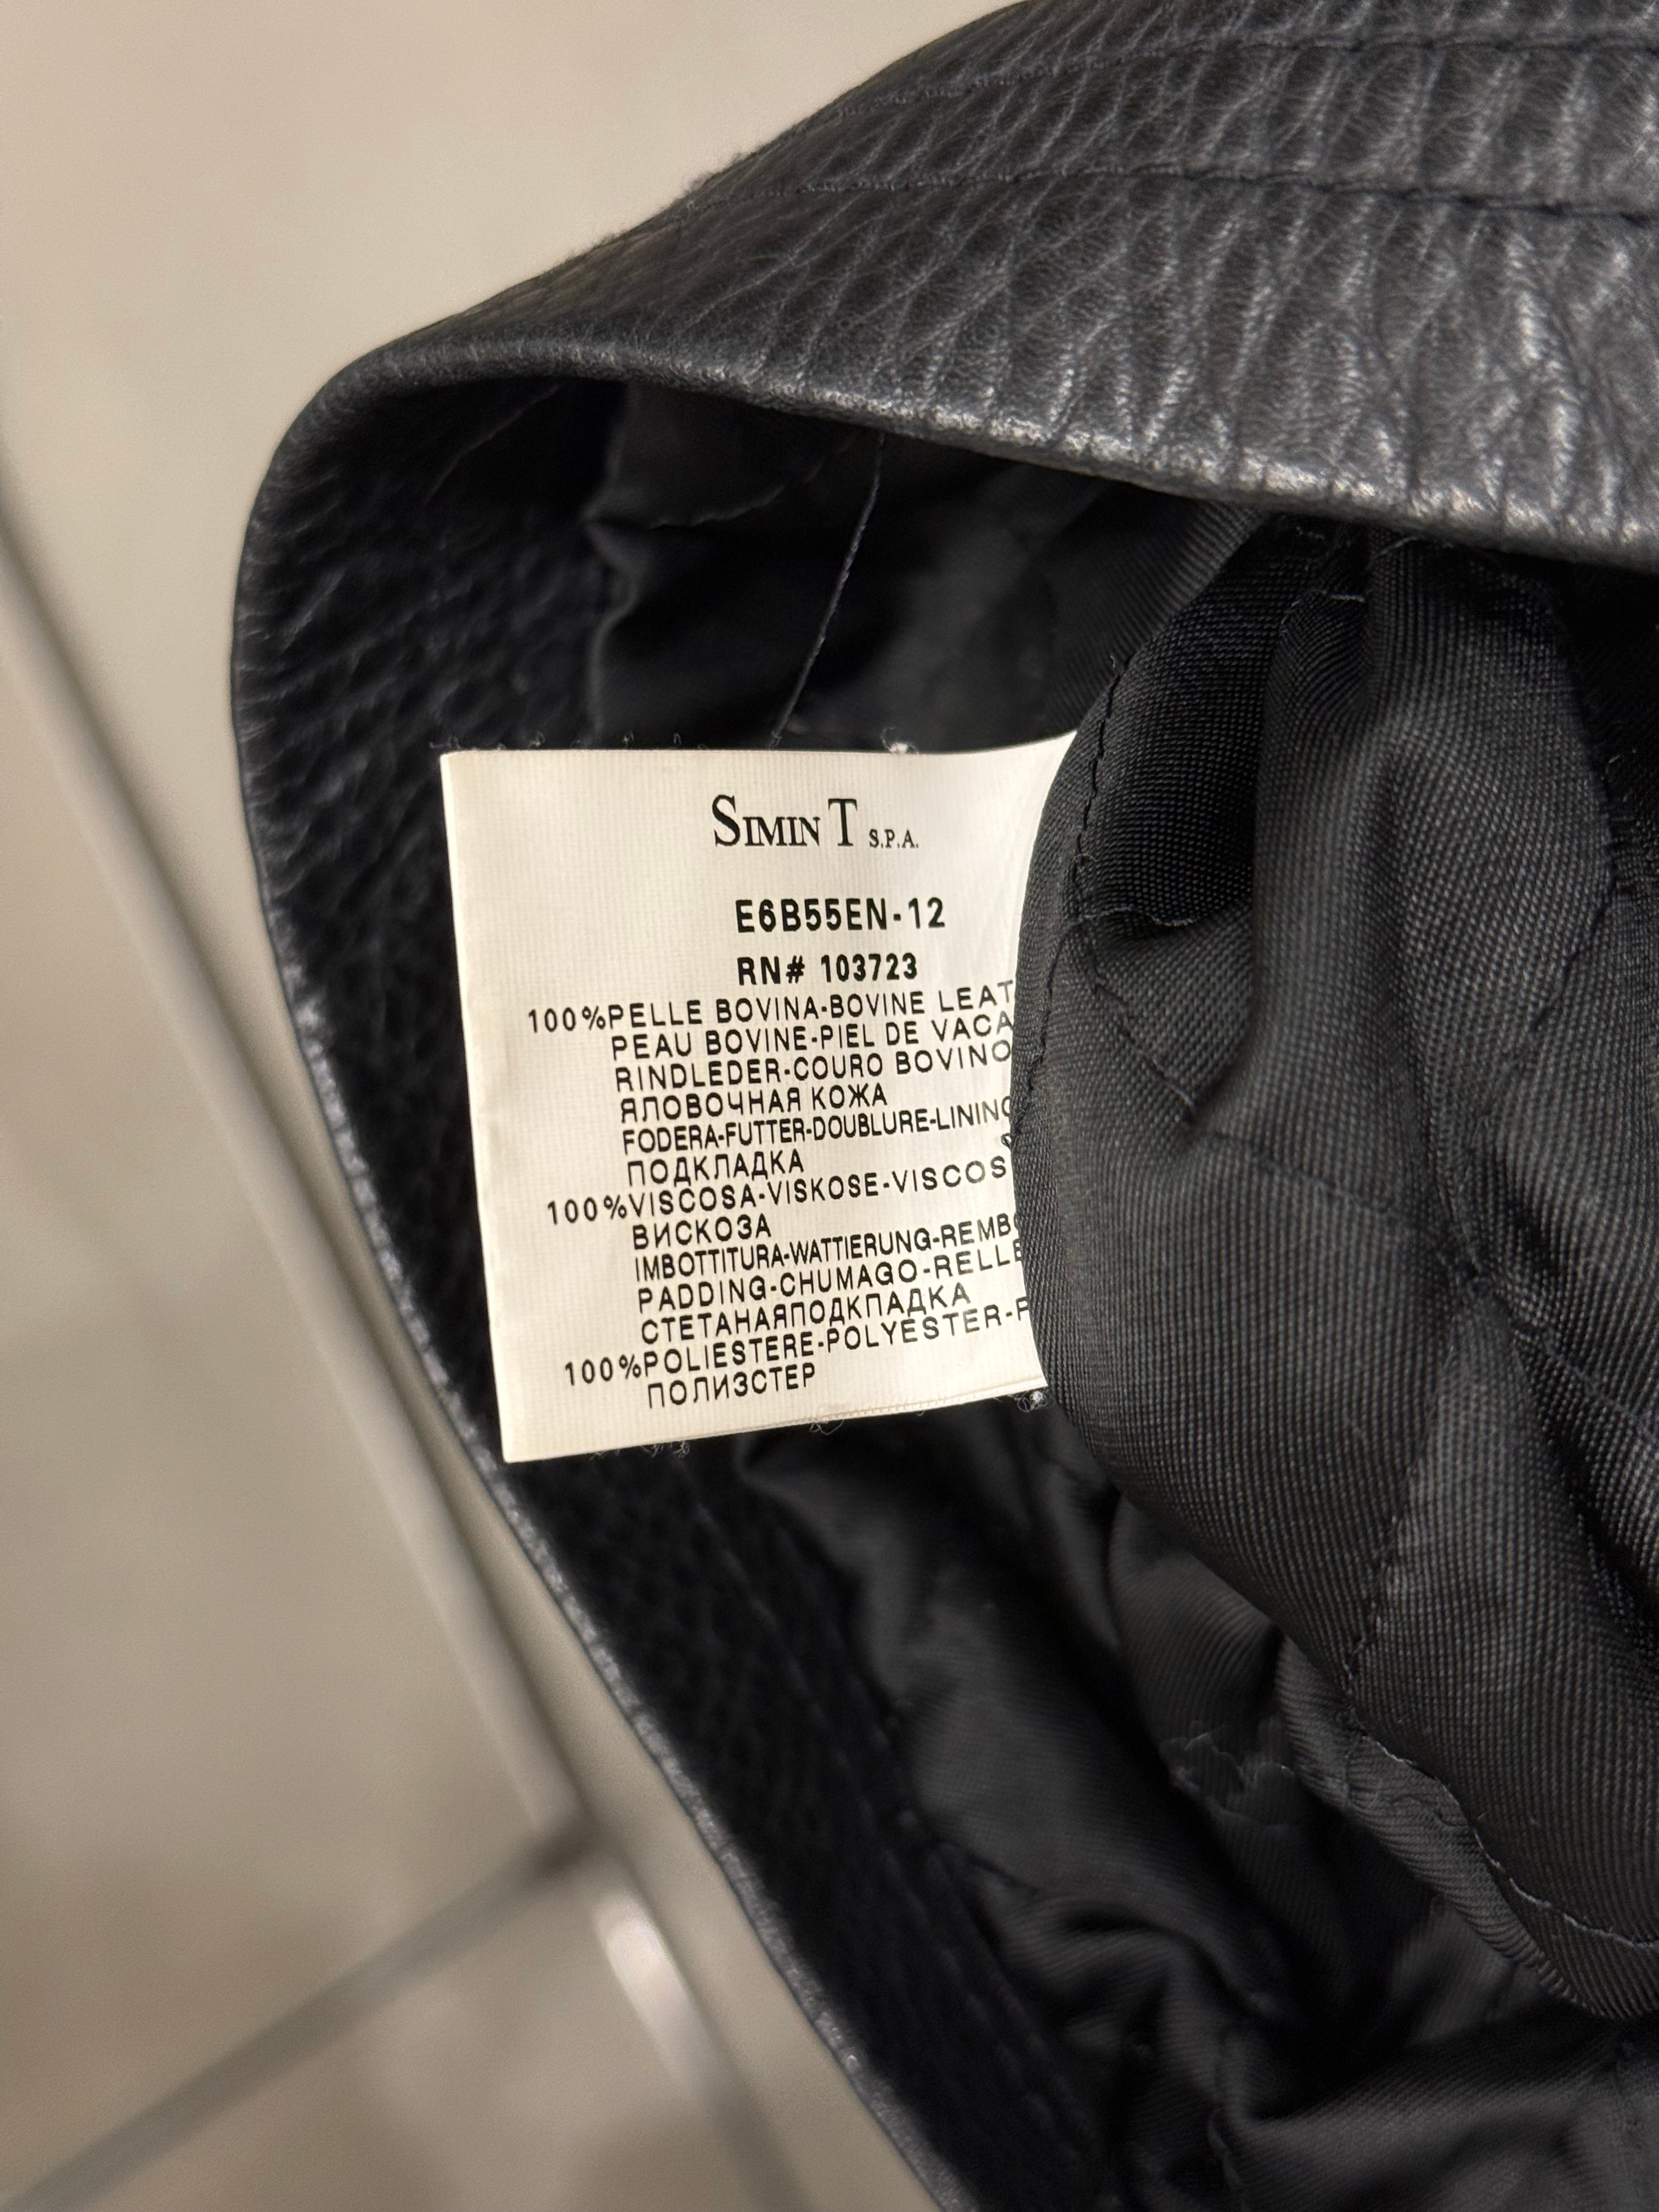 SIMIN T S.P.A.
E6B55EN-12
RN# 103723
100%PELLE BOVINA-BOVINE LEAT
PEAU BOVINE-PIEL DE VACA
RINDLEDER-COURO BOVINO
ЯЛОВОЧНАЯ КОЖА
FODERA-FUTTER-DOUBLURE-LINING
ПОДКЛАДКА
100%VISCOSA-VISKOSE-VISCOS
ВИСКОЗА
IMBOTTITURA-WATTIERUNG-REMBO
PADDING-CHUMAGO-RELLE
СТЕТАНАЯПОДКПАДКА
100%POLIESTERE-POLYESTER-P
ПОЛИЗСТЕР